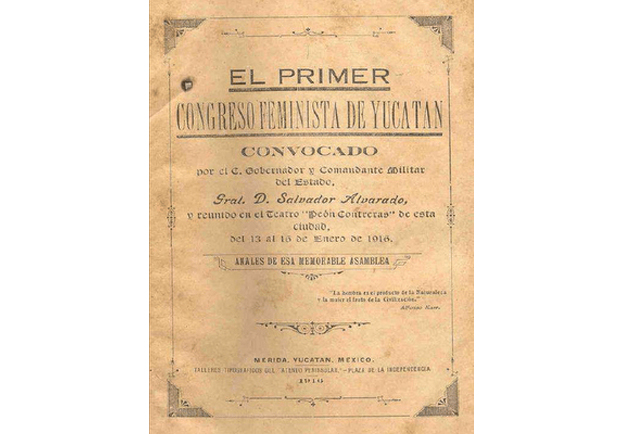 EL PRIMER
CONGRESO FEMINISTA DE YUCATAN
CONVOCADO
por el C. Gobernador y Comandante Militar
del Estado,
Gral. D. Salvador Alvarado,
y reunido en el Teatro "Peón Contreras" de esta
ciudad,
del 13 al 16 de Enero de 1916.
ANALES DE ESA MEMORABLE ASAMBLEA
"La hembra es el producto de la Naturaleza
y la mujer el fruto de la Civilización."
Alfonso Karr.
MERIDA, YUCATAN, MEXICO.
TALLERES TIPOGRAFICOS DEL "ATENEO PENINSULAR."—PLAZA DE LA INDEPENDENCIA
1916